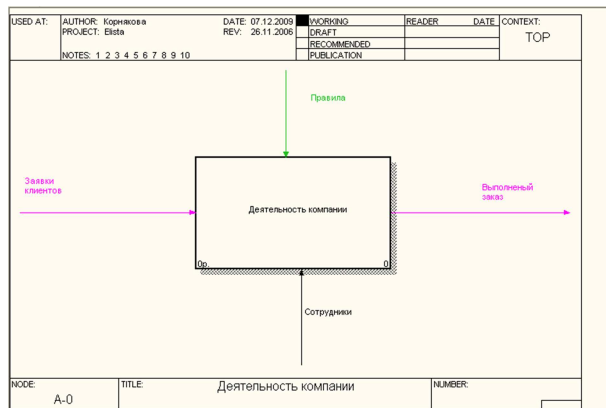 USED AT: AUTHOR: Корнякова DATE: 07.12.2009 WORKING READER DATE CONTEXT:
PROJECT: Elista REV: 26.11.2006 DRAFT TOP
RECOMMENDED
NOTES: 1 2 3 4 5 6 7 8 9 10 PUBLICATION
Правила
Заявки
клиентов
Выполненый
заказ
Деятельность компании
0р. 0
Сотрудники
NODE: TITLE: Деятельность компании NUMBER:
A-0